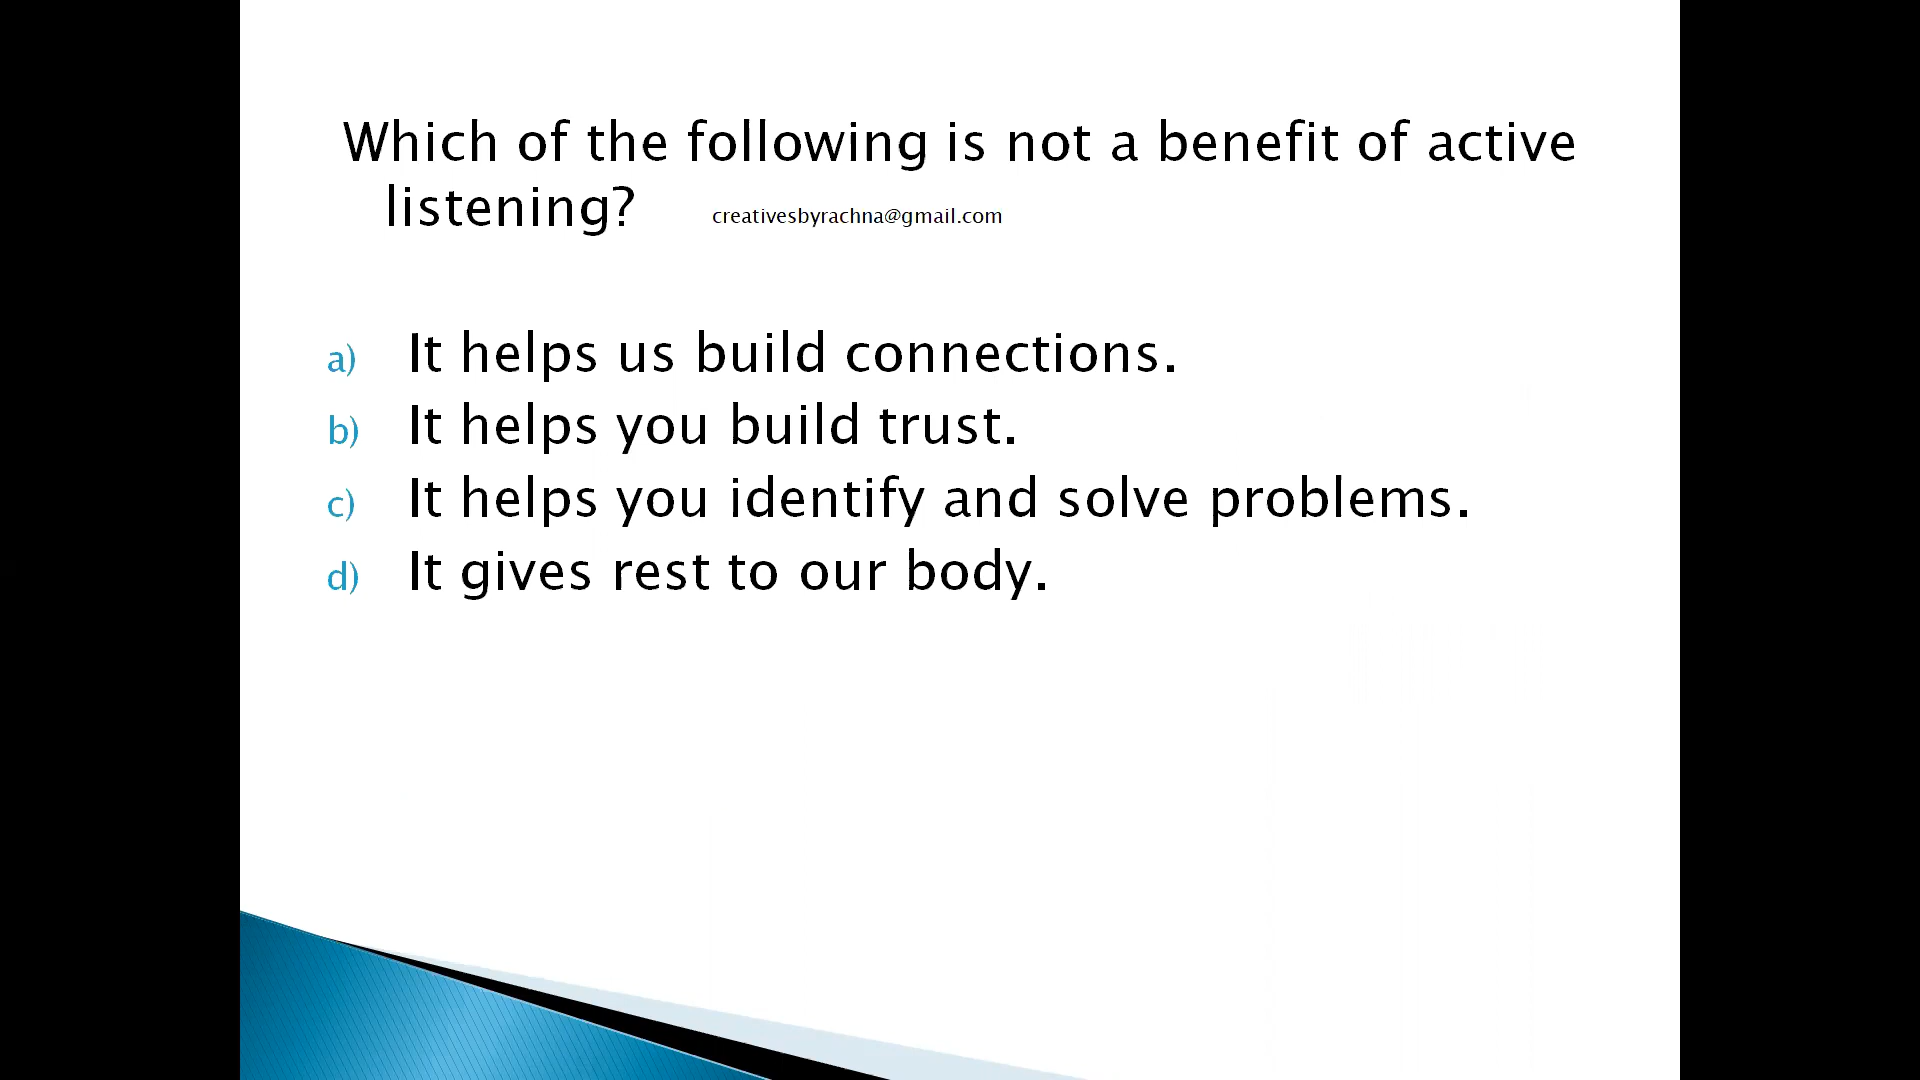 Which of the following is not a benefit of active
listening? creativesbyrachna@gmail.com
a) It helps us build connections.
b) It helps you build trust.
c) It helps you identify and solve problems.
d) It gives rest to our body.